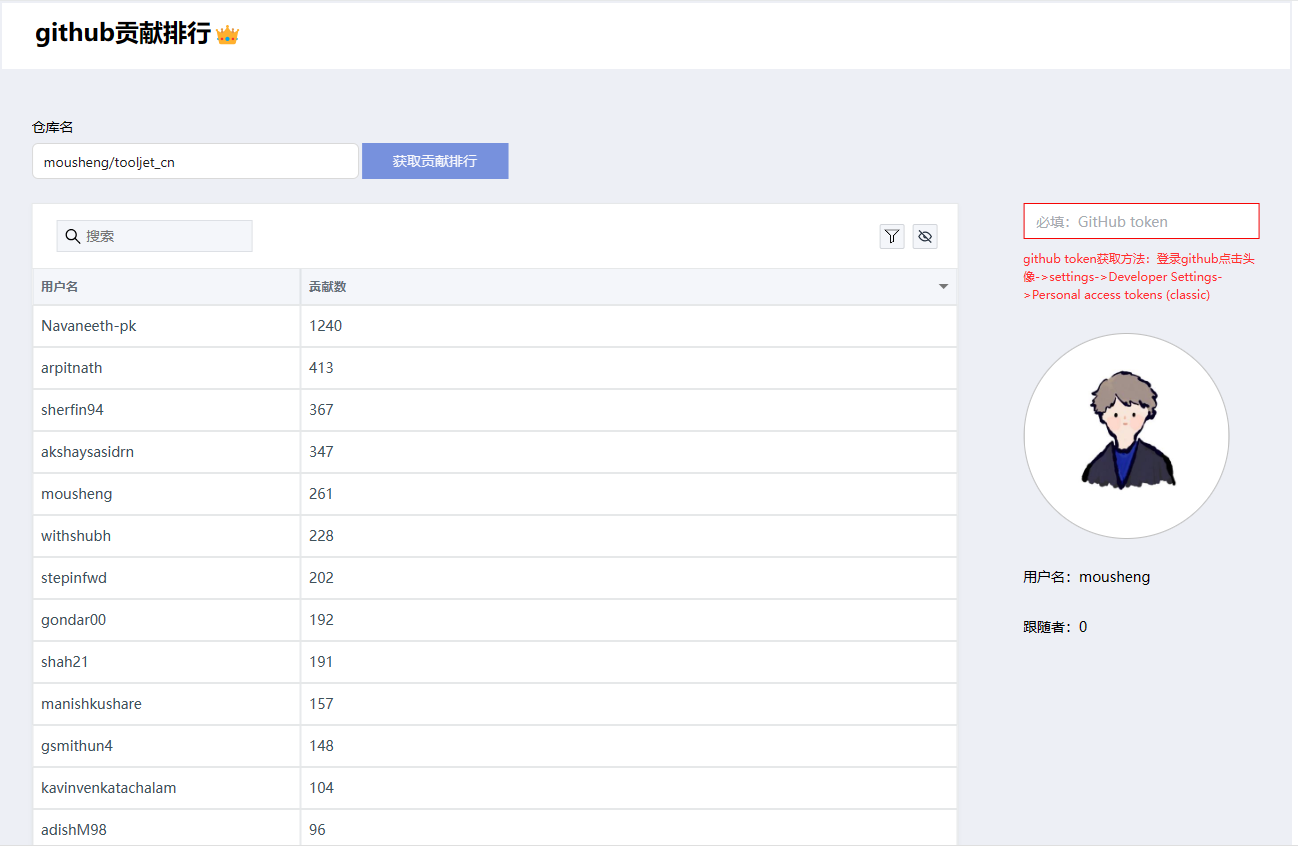 github贡献排行👑
仓库名
mousheng/tooljet_cn
获取贡献排行
搜索
用户名 贡献数
Navaneeth-pk 1240
arpitnath 413
sherfin94 367
akshaysasidrn 347
mousheng 261
withshubh 228
stepinfwd 202
gondar00 192
shah21 191
manishkushare 157
gsmithun4 148
kavinvenkatachalam 104
adishM98 96
必填：GitHub token
github token获取方法：登录github点击头
像->settings->Developer Settings-
>Personal access tokens (classic)
用户名：mousheng
跟随者：0